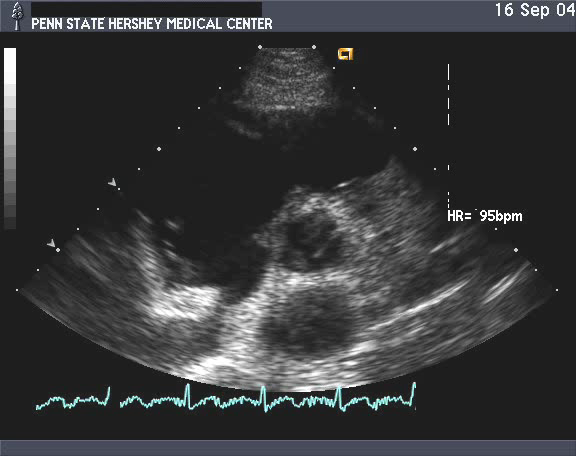 16 Sep 04
PENN STATE HERSHEY MEDICAL CENTER
HR= 95bpm